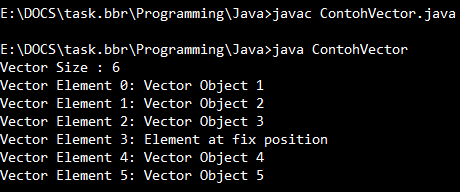 E:\DOCS\task.bbr\Programming\Java>javac ContohVector.java
E:\DOCS\task.bbr\Programming\Java>java ContohVector
Vector Size : 6
Vector Element 0: Vector Object 1
Vector Element 1: Vector Object 2
Vector Element 2: Vector Object 3
Vector Element 3: Element at fix position
Vector Element 4: Vector Object 4
Vector Element 5: Vector Object 5